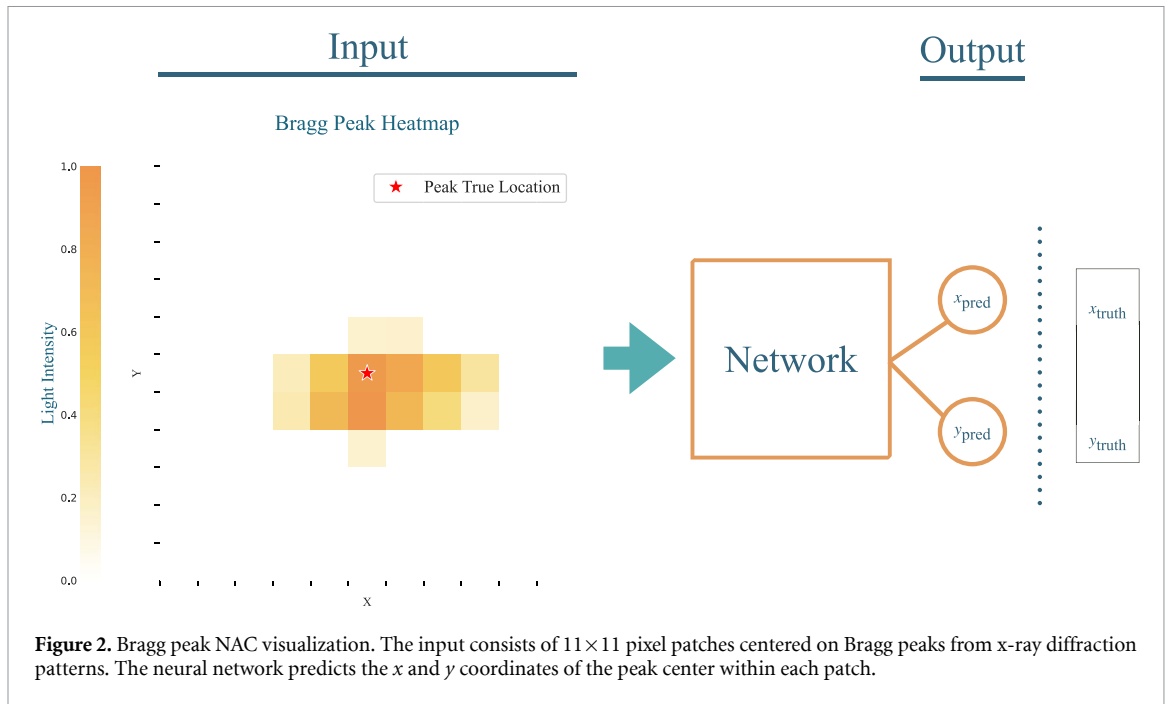 Input
Output
Bragg Peak Heatmap
Peak True Location
1.0
0.8
0.6
0.4
0.2
0.0
Light Intensity
Y
X
Network
xpred
ypred
xtruth
ytruth
Figure 2. Bragg peak NAC visualization. The input consists of 11×11 pixel patches centered on Bragg peaks from x-ray diffraction
patterns. The neural network predicts the x and y coordinates of the peak center within each patch.